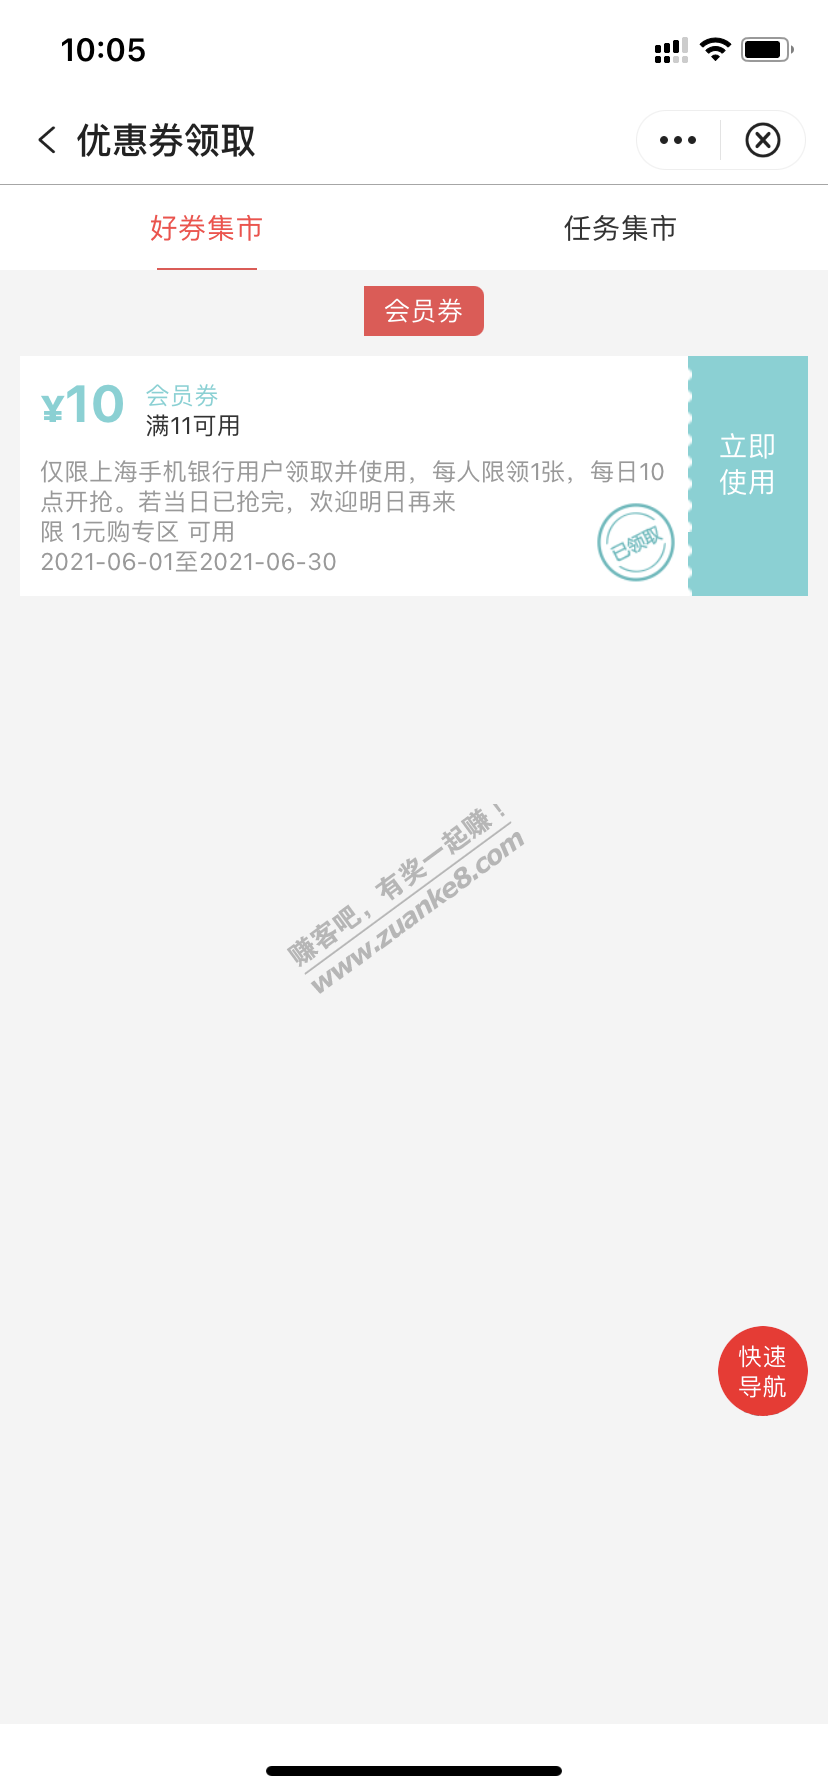 10:05
优惠券领取
好券集市
任务集市
会员券
¥10
会员券
满11可用
仅限上海手机银行用户领取并使用，每人限领1张，每日10
点开抢。若当日已抢完，欢迎明日再来
限 1元购专区 可用
2021-06-01至2021-06-30
已领取
立即
使用
赚客吧，有奖一起赚！
www.zuanke8.com
快速
导航